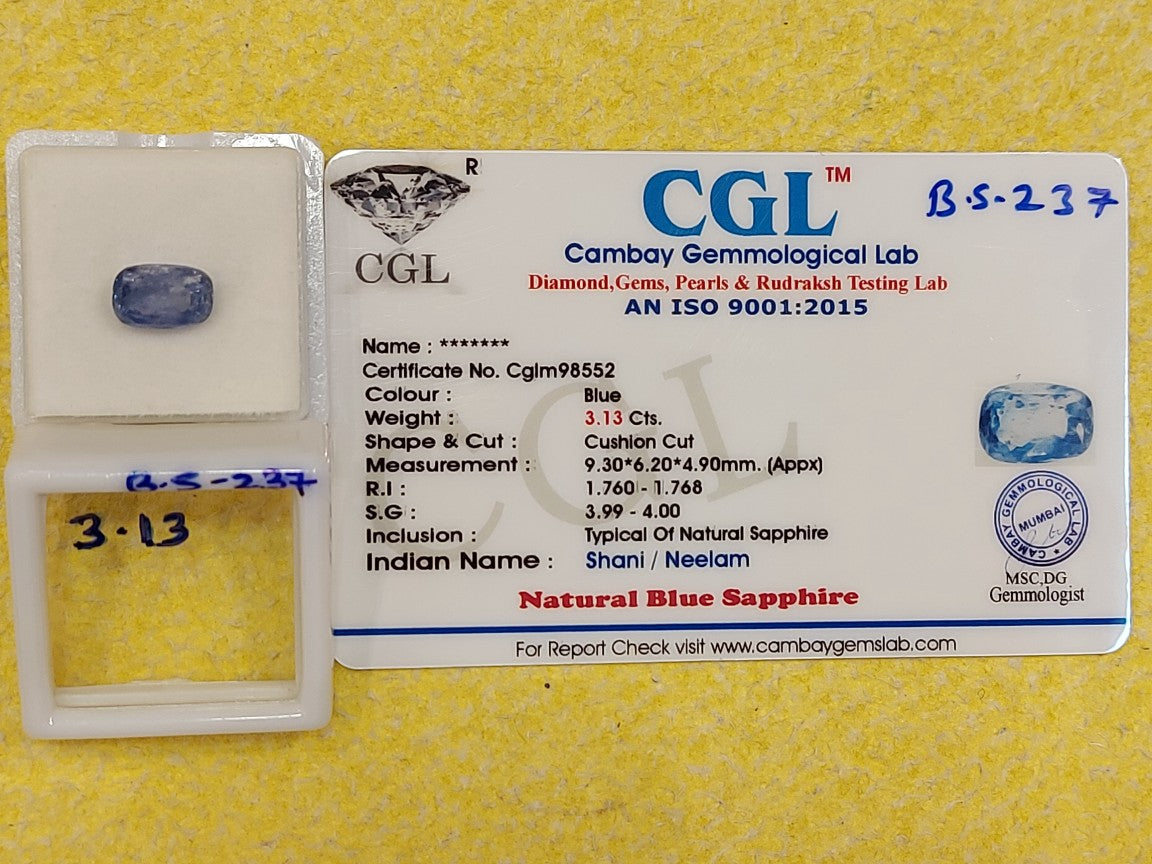 R
CGL
CGL™
B.S.237
Cambay Gemmological Lab
Diamond,Gems, Pearls & Rudraksh Testing Lab
AN ISO 9001:2015
Name : *******
Certificate No. Cglm98552
Colour : Blue
Weight : 3.13 Cts.
Shape & Cut : Cushion Cut
Measurement : 9.30*6.20*4.90mm. (Appx)
R.I : 1.760 - 1.768
S.G : 3.99 - 4.00
Inclusion : Typical Of Natural Sapphire
Indian Name : Shani / Neelam
Natural Blue Sapphire
For Report Check visit www.cambaygemslab.com
CGL
CAMBAY GEMMOLOGICAL LAB
MUMBAI
MSC,DG
Gemmologist
B.S-237
3.13